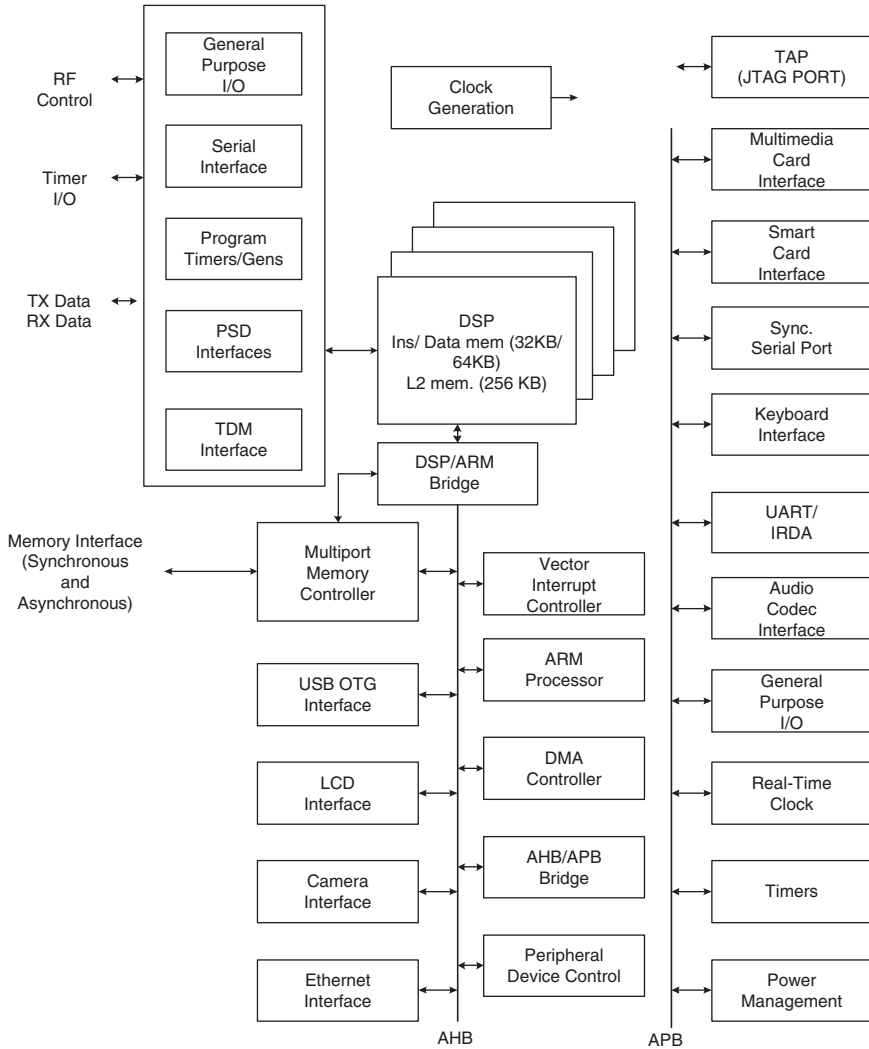 RF
Control
Timer
I/O
TX Data
RX Data
General
Purpose
I/O
Serial
Interface
Program
Timers/Gens
PSD
Interfaces
TDM
Interface
Clock
Generation
DSP
Ins/ Data mem (32KB/
64KB)
L2 mem. (256 KB)
DSP/ARM
Bridge
Memory Interface
(Synchronous
and
Asynchronous)
Multiport
Memory
Controller
USB OTG
Interface
LCD
Interface
Camera
Interface
Ethernet
Interface
Vector
Interrupt
Controller
ARM
Processor
DMA
Controller
AHB/APB
Bridge
Peripheral
Device Control
AHB
TAP
(JTAG PORT)
Multimedia
Card
Interface
Smart
Card
Interface
Sync.
Serial Port
Keyboard
Interface
UART/
IRDA
Audio
Codec
Interface
General
Purpose
I/O
Real-Time
Clock
Timers
Power
Management
APB